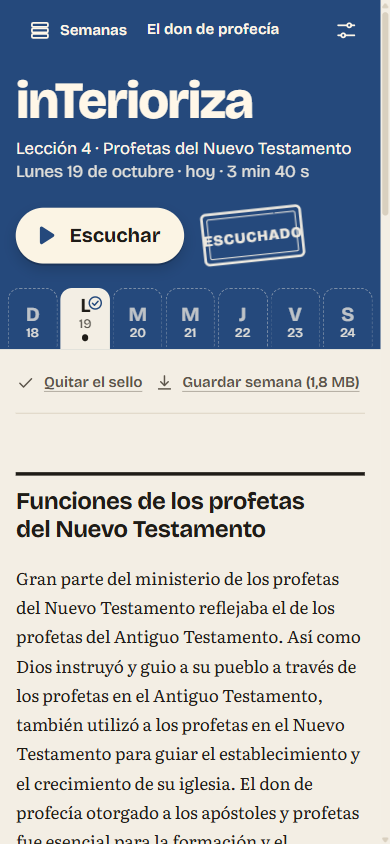 Semanas
El don de profecía
inTerioriza
Lección 4 · Profetas del Nuevo Testamento
Lunes 19 de octubre · hoy · 3 min 40 s
Escuchar
ESCUCHADO
D
18
L
19
M
20
M
21
J
22
V
23
S
24
Quitar el sello
Guardar semana (1,8 MB)
Funciones de los profetas
del Nuevo Testamento
Gran parte del ministerio de los profetas
del Nuevo Testamento reflejaba el de los
profetas del Antiguo Testamento. Así como
Dios instruyó y guio a su pueblo a través de
los profetas en el Antiguo Testamento,
también utilizó a los profetas en el Nuevo
Testamento para guiar el establecimiento y
el crecimiento de su iglesia. El don de
profecía otorgado a los apóstoles y profetas
fue esencial para la formación y el